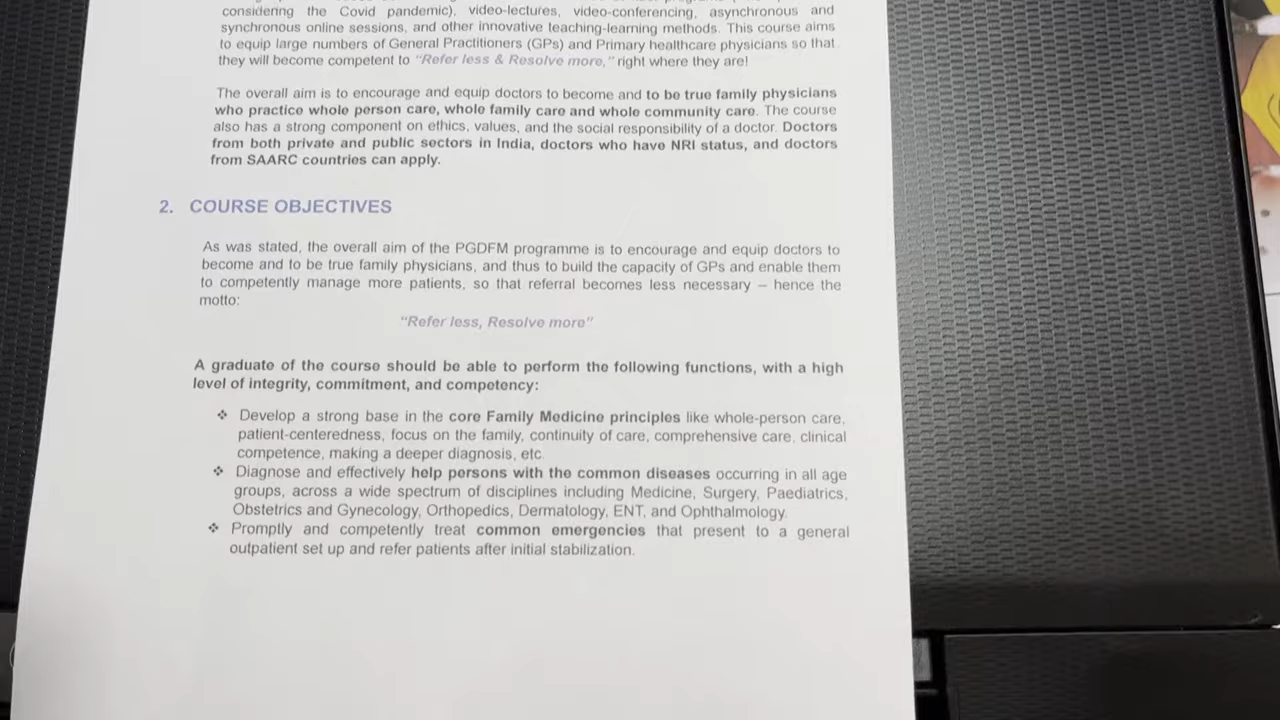 considering the Covid pandemic), video-lectures, video-conferencing, asynchronous and
synchronous online sessions, and other innovative teaching-learning methods. This course aims
to equip large numbers of General Practitioners (GPs) and Primary healthcare physicians so that
they will become competent to "Refer less & Resolve more," right where they are!
The overall aim is to encourage and equip doctors to become and to be true family physicians
who practice whole person care, whole family care and whole community care. The course
also has a strong component on ethics, values, and the social responsibility of a doctor. Doctors
from both private and public sectors in India, doctors who have NRI status, and doctors
from SAARC countries can apply.
2. COURSE OBJECTIVES
As was stated, the overall aim of the PGDFM programme is to encourage and equip doctors to
become and to be true family physicians, and thus to build the capacity of GPs and enable them
to competently manage more patients, so that referral becomes less necessary – hence the
motto:
"Refer less, Resolve more"
A graduate of the course should be able to perform the following functions, with a high
level of integrity, commitment, and competency:
❖ Develop a strong base in the core Family Medicine principles like whole-person care,
patient-centeredness, focus on the family, continuity of care, comprehensive care, clinical
competence, making a deeper diagnosis, etc.
❖ Diagnose and effectively help persons with the common diseases occurring in all age
groups, across a wide spectrum of disciplines including Medicine, Surgery, Paediatrics,
Obstetrics and Gynecology, Orthopedics, Dermatology, ENT, and Ophthalmology.
❖ Promptly and competently treat common emergencies that present to a general
outpatient set up and refer patients after initial stabilization.